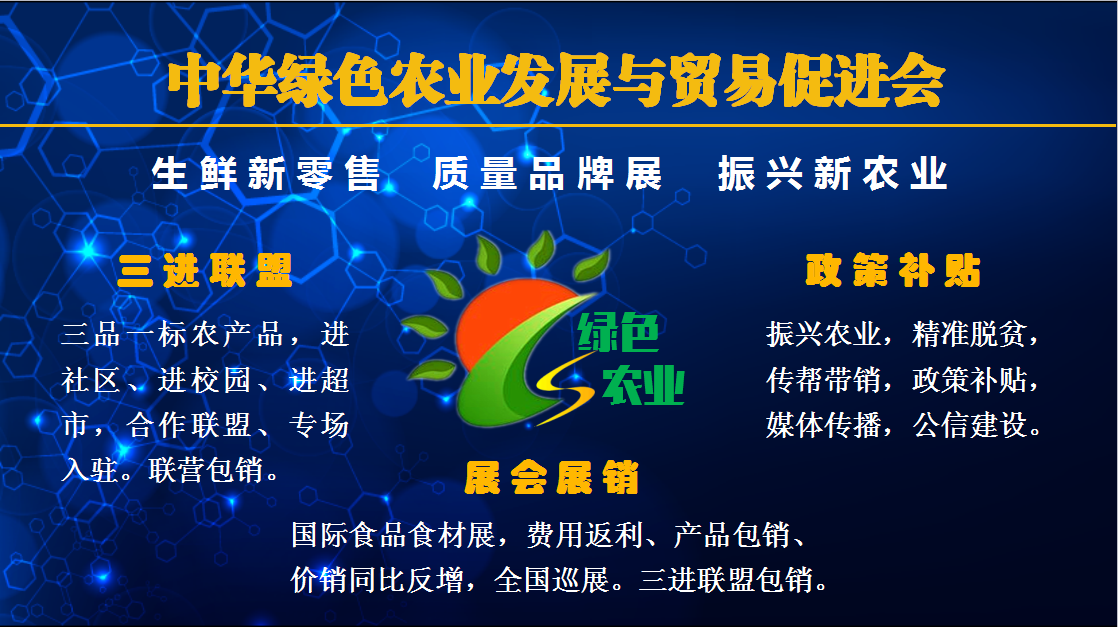 中华绿色农业发展与贸易促进会
生鲜新零售 质量品牌展 振兴新农业
三进联盟
三品一标农产品，进
社区、进校园、进超
市，合作联盟、专场
入驻。联营包销。
绿色
农业
政策补贴
振兴农业，精准脱贫，
传帮带销，政策补贴，
媒体传播，公信建设。
展会展销
国际食品食材展，费用返利、产品包销、
价销同比反增，全国巡展。三进联盟包销。